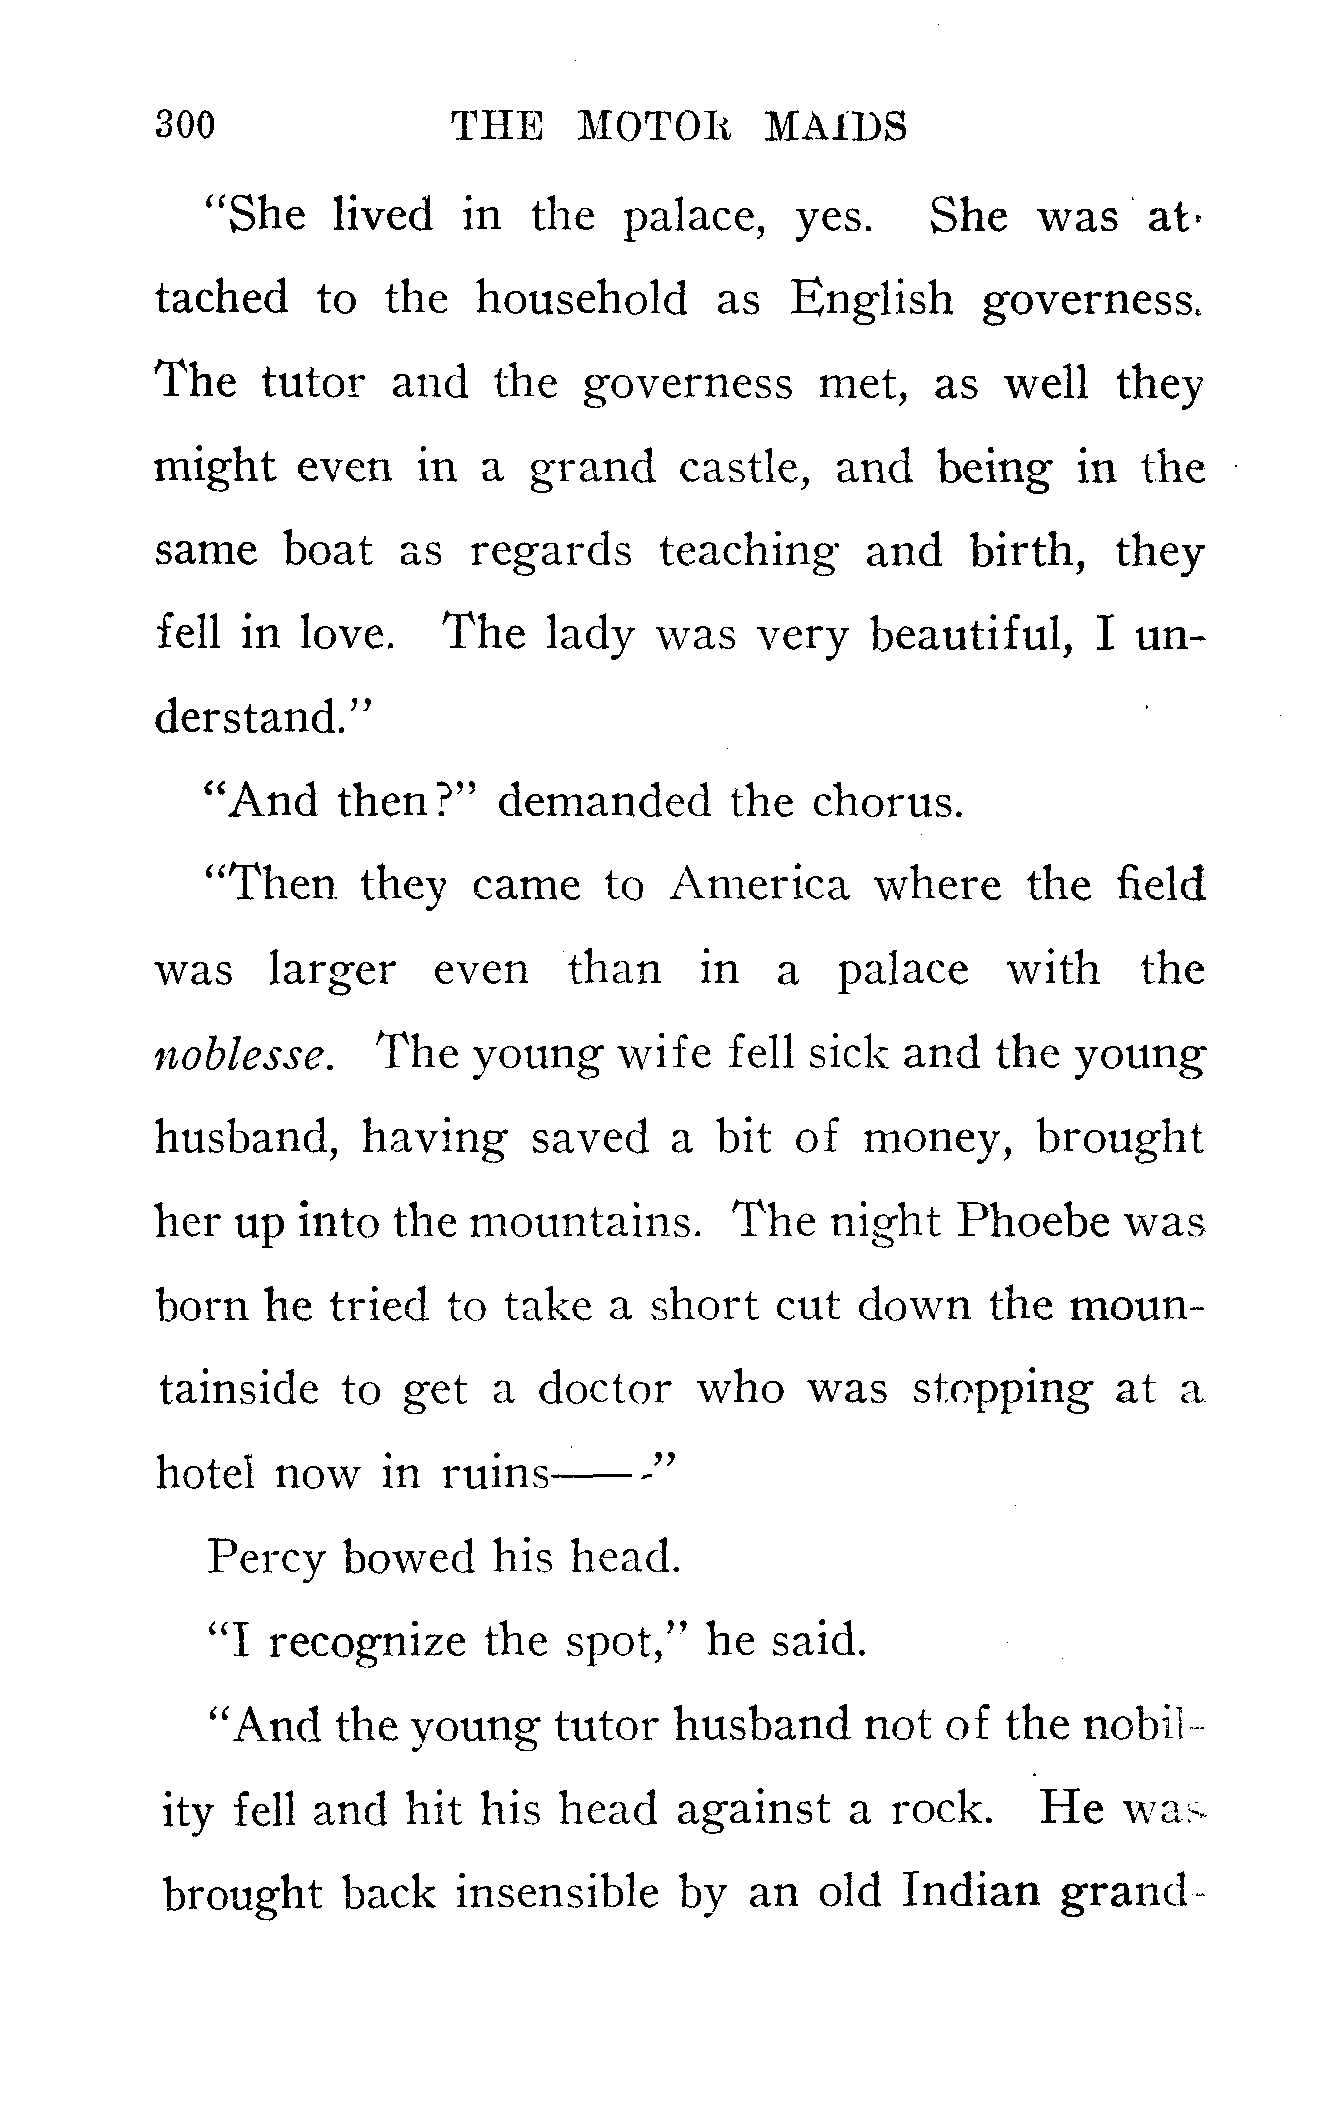 300 THE MOTOR MAIDS
“She lived in the palace, yes. She was at-
tached to the household as English governess.
The tutor and the governess met, as well they
might even in a grand castle, and being in the
same boat as regards teaching and birth, they
fell in love. The lady was very beautiful, I un-
derstand.”
“And then?” demanded the chorus.
“Then they came to America where the field
was larger even than in a palace with the
noblesse. The young wife fell sick and the young
husband, having saved a bit of money, brought
her up into the mountains. The night Phoebe was
born he tried to take a short cut down the moun-
tainside to get a doctor who was stopping at a
hotel now in ruins——”
Percy bowed his head.
“I recognize the spot,” he said.
“And the young tutor husband not of the nobil-
ity fell and hit his head against a rock. He was
brought back insensible by an old Indian grand-